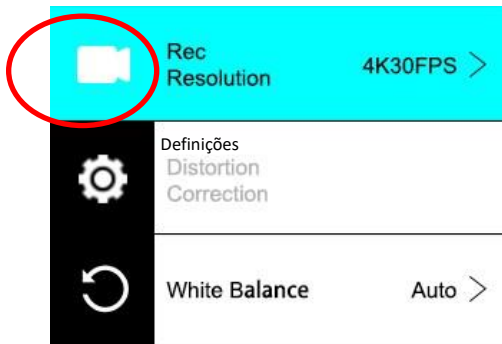 Rec
Resolution
4K30FPS >
Definições
Distortion
Correction
White Balance
Auto >